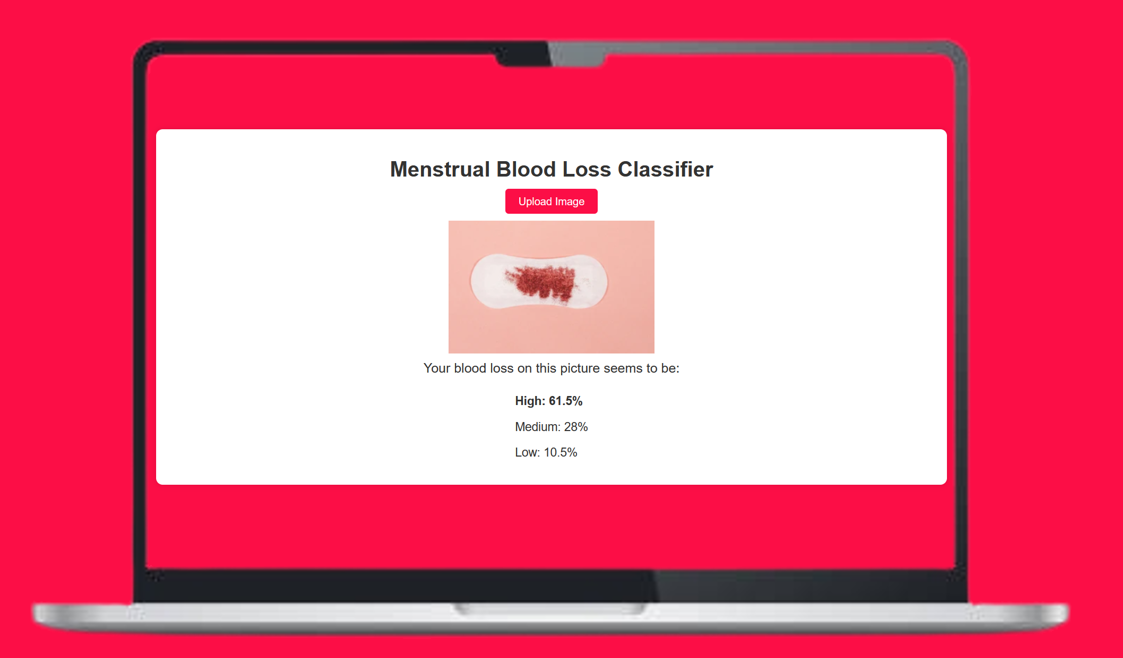 Menstrual Blood Loss Classifier
Upload Image
Your blood loss on this picture seems to be:
High: 61.5%
Medium: 28%
Low: 10.5%